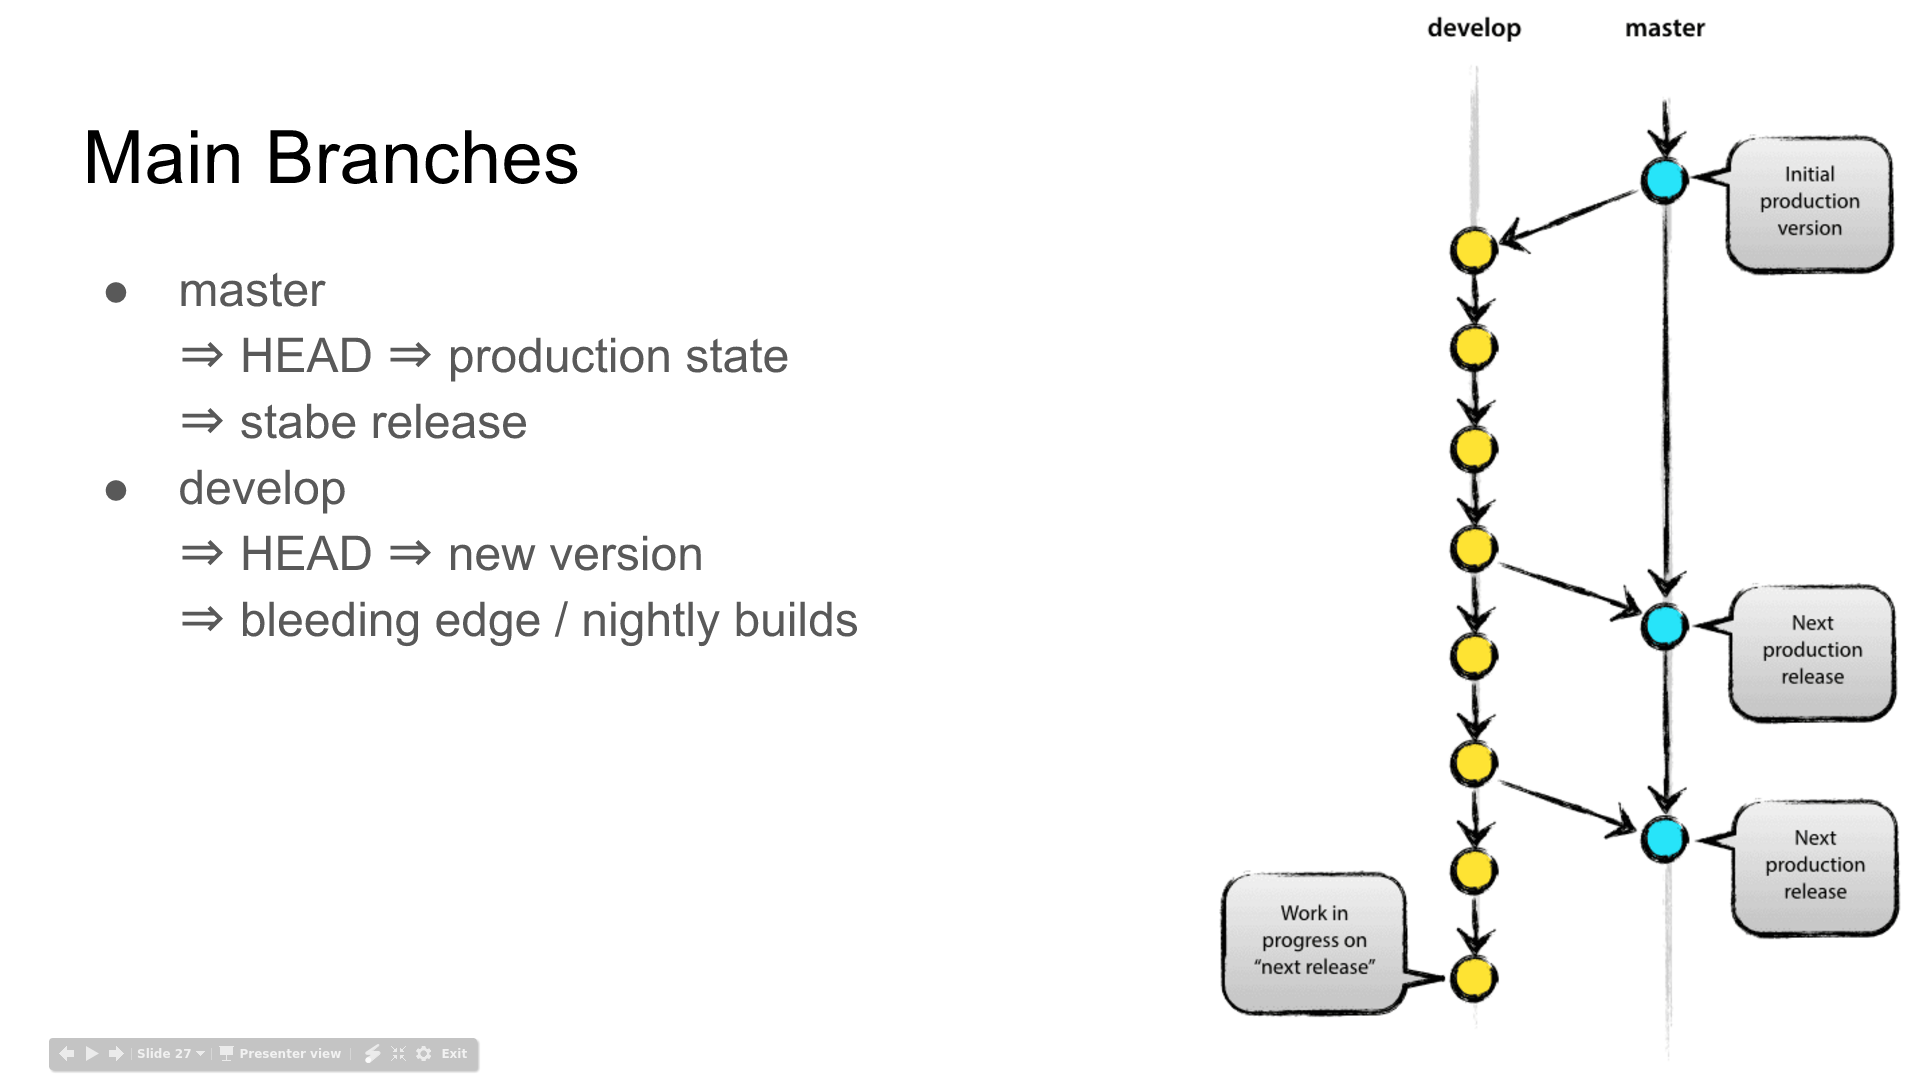 Main Branches
● master
⇒ HEAD ⇒ production state
⇒ stabe release
● develop
⇒ HEAD ⇒ new version
⇒ bleeding edge / nightly builds
develop
master
Initial
production
version
Next
production
release
Next
production
release
Work in
progress on
“next release”
Slide 27
Presenter view
Exit